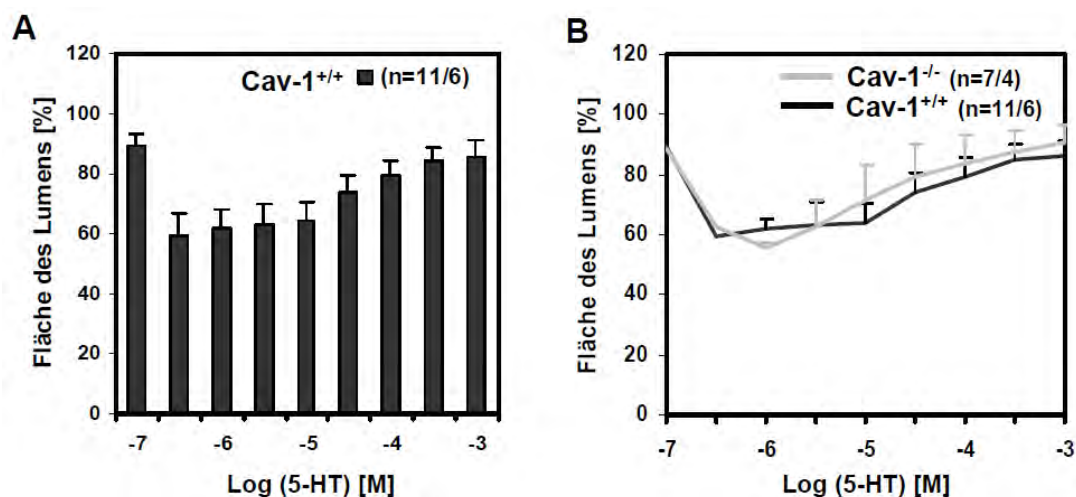 A
Fläche des Lumens [%]
120
100
80
60
40
20
0
Cav-1+/+ (n=11/6)
-7 -6 -5 -4 -3
Log (5-HT) [M]
B
Fläche des Lumens [%]
120
100
80
60
40
20
0
Cav-1-/- (n=7/4)
Cav-1+/+ (n=11/6)
-7 -6 -5 -4 -3
Log (5-HT) [M]